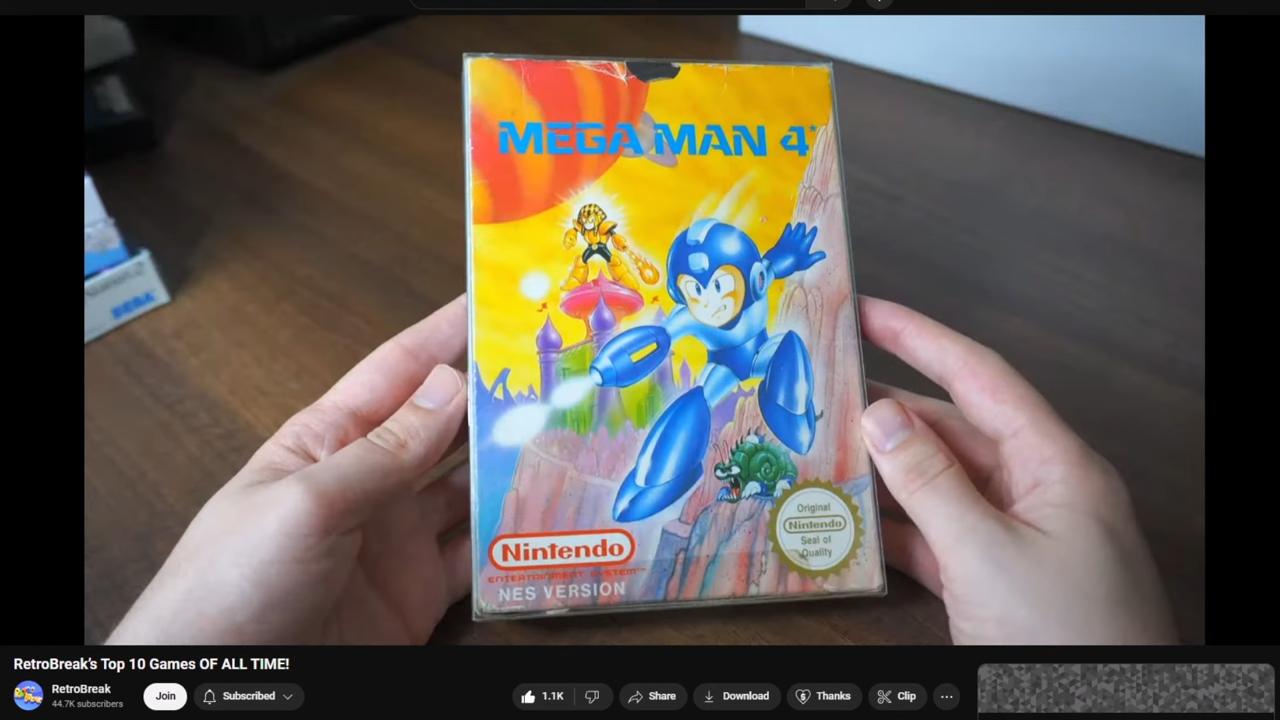 MEGA MAN 4
Original
Nintendo
Seal of
Quality
Nintendo
ENTERTAINMENT SYSTEM™
NES VERSION
SEGA
RetroBreak's Top 10 Games OF ALL TIME!
RetroBreak
44.7K subscribers
Join
Subscribed
1.1K
Share
Download
Thanks
Clip